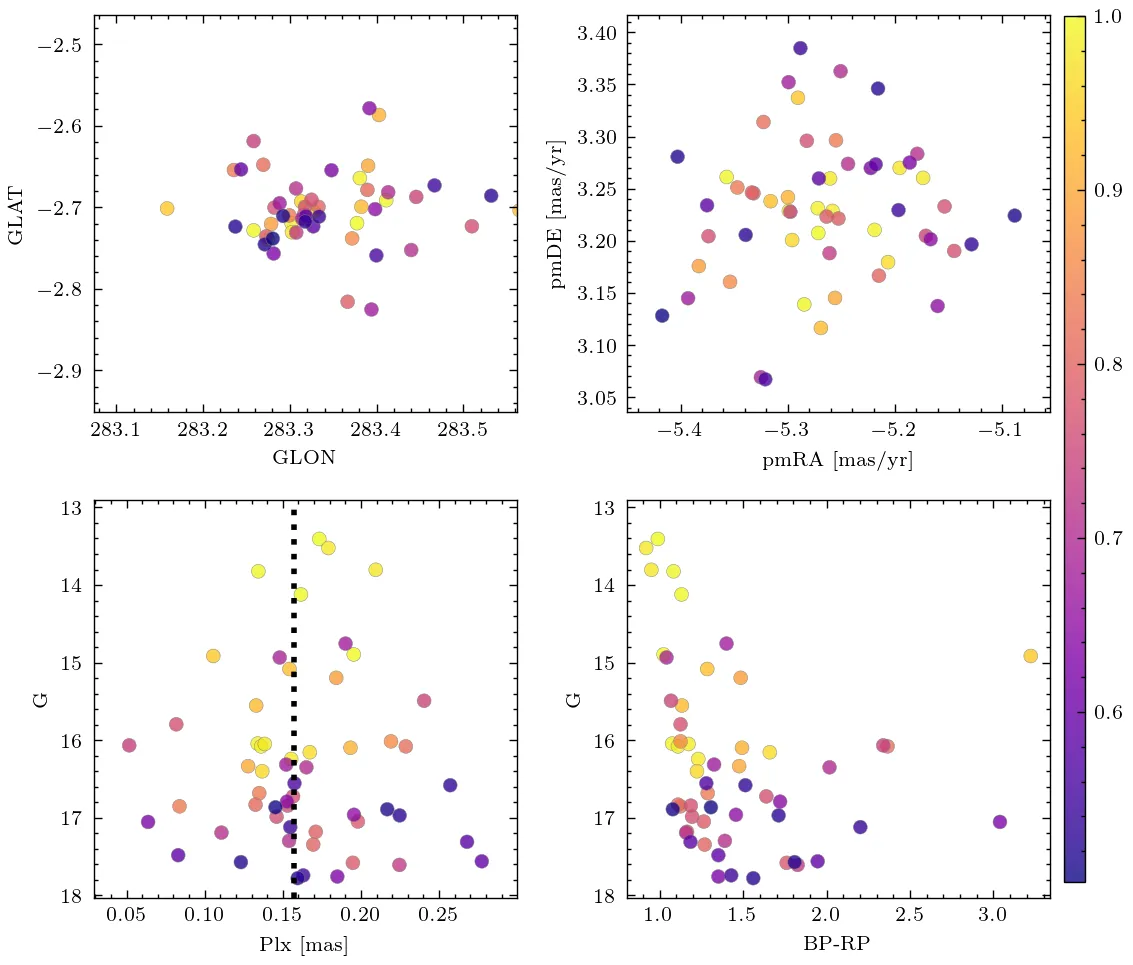 −2.5
−2.6
−2.7
−2.8
−2.9
GLAT
283.1 283.2 283.3 283.4 283.5
GLON
3.40
3.35
3.30
3.25
3.20
3.15
3.10
3.05
pmDE [mas/yr]
−5.4 −5.3 −5.2 −5.1
pmRA [mas/yr]
1.0
0.9
0.8
0.7
0.6
13
14
15
16
17
18
G
0.05 0.10 0.15 0.20 0.25
Plx [mas]
13
14
15
16
17
18
G
1.0 1.5 2.0 2.5 3.0
BP-RP